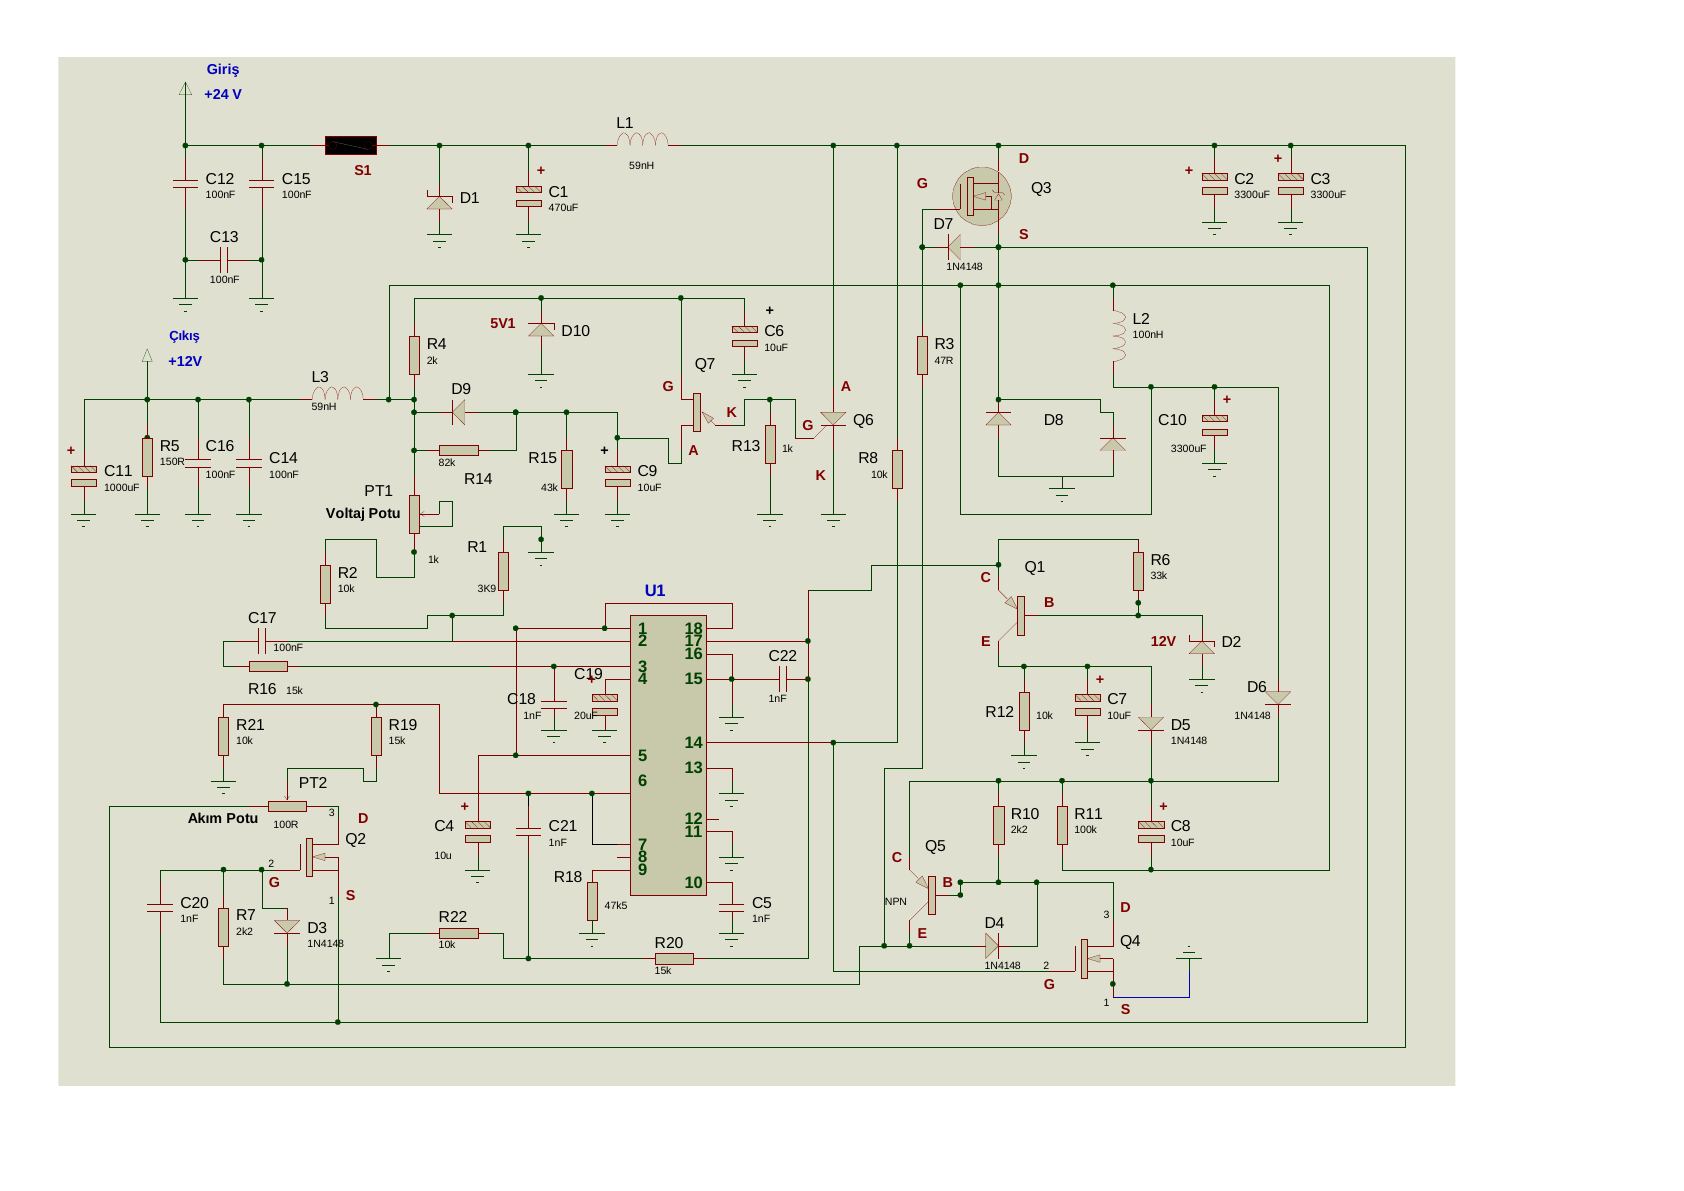 Giriş
+24 V
L1
59nH
S1
C12
100nF
C15
100nF
C13
100nF
D1
+
C1
470uF
D
G
Q3
S
D7
1N4148
+
C2
3300uF
+
C3
3300uF
Çıkış
+12V
L3
59nH
R4
2k
5V1
D10
+
C6
10uF
Q7
G
K
A
A
Q6
G
K
R3
47R
L2
100nH
D9
R14
82k
R15
43k
+
C9
10uF
R13
1k
R8
10k
D8
C10
+
3300uF
+
C11
1000uF
R5
150R
C16
100nF
C14
100nF
PT1
Voltaj Potu
1k
R1
3K9
R2
10k
U1
C17
100nF
R16
15k
C18
1nF
C19
+
20uF
C22
1nF
1
2
3
4
5
6
7
8
9
18
17
16
15
14
13
12
11
10
Q1
C
B
E
R6
33k
12V
D2
R12
10k
+
C7
10uF
D5
1N4148
D6
1N4148
R21
10k
R19
15k
PT2
Akım Potu
100R
3
D
Q2
2
G
1
S
C20
1nF
R7
2k2
D3
1N4148
+
C4
10u
C21
1nF
R18
47k5
C5
1nF
R22
10k
R20
15k
R10
2k2
R11
100k
+
C8
10uF
Q5
C
B
NPN
E
D4
1N4148
3
D
Q4
2
G
1
S